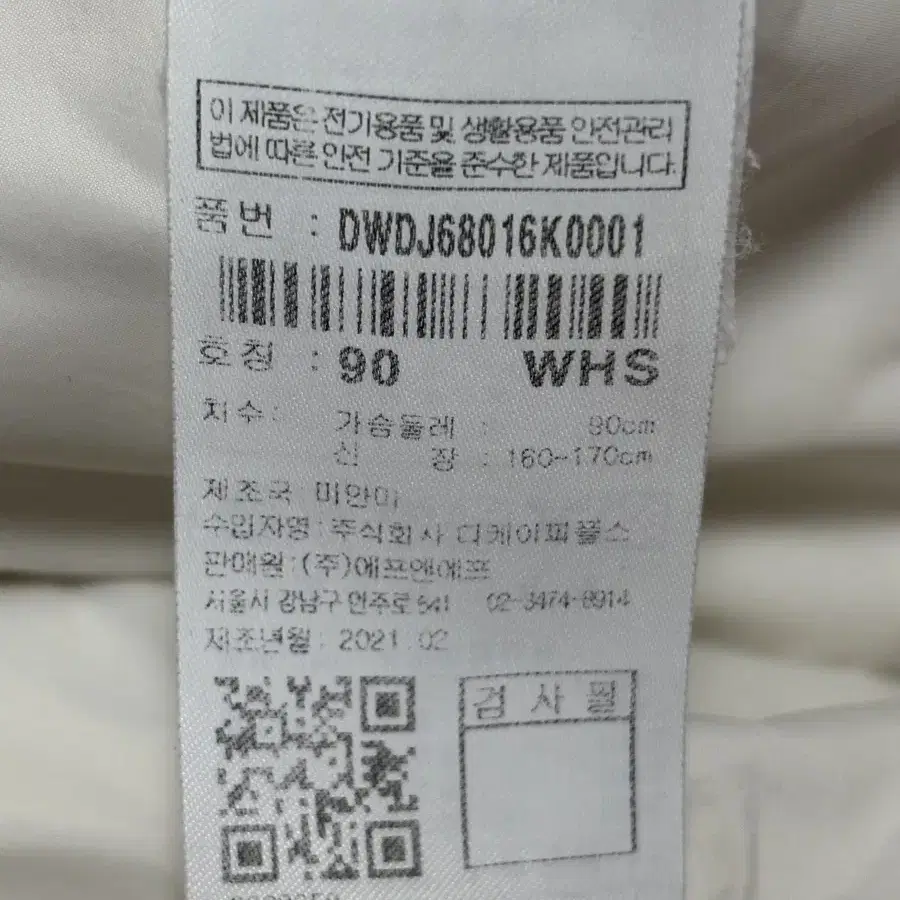 이 제품은 전기용품 및 생활용품 안전관리
법에 따른 안전 기준을 준수한 제품입니다.
품번 : DWDJ68016K0001
호칭 : 90 WHS
치수: 가슴둘레 : 90cm
신 장 : 160~170cm
제조국: 미얀마
수입자명: 주식회사 디케이피플스
판매원:(주)에프앤에프
서울시 강남구 언주로 541 02-3474-8914
제조년월: 2021.02
검사필